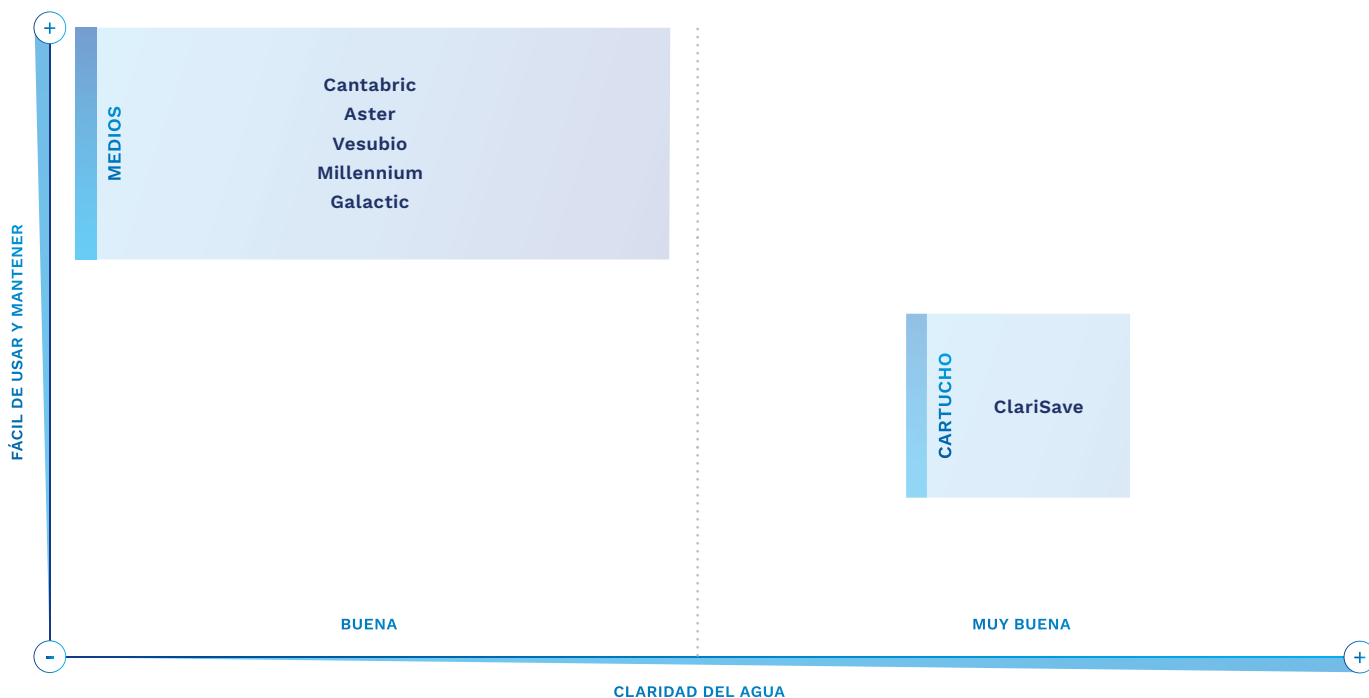 +
MEDIOS
Cantabric
Aster
Vesubio
Millennium
Galactic
FÁCIL DE USAR Y MANTENER
CARTUCHO
ClariSave
BUENA
MUY BUENA
-
+
CLARIDAD DEL AGUA